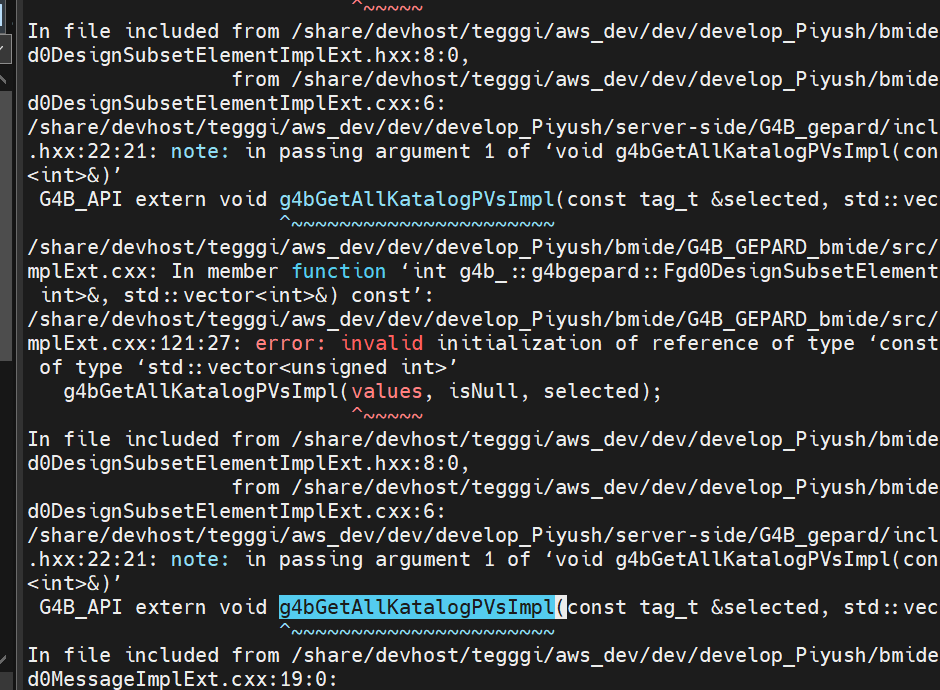 ^~~~~~
In file included from /share/devhost/tegggi/aws_dev/dev/develop_Piyush/bmide
d0DesignSubsetElementImplExt.hxx:8:0,
                 from /share/devhost/tegggi/aws_dev/dev/develop_Piyush/bmide
d0DesignSubsetElementImplExt.cxx:6:
/share/devhost/tegggi/aws_dev/dev/develop_Piyush/server-side/G4B_gepard/incl
.hxx:22:21: note: in passing argument 1 of ‘void g4bGetAllKatalogPVsImpl(con
<int>&)’
 G4B_API extern void g4bGetAllKatalogPVsImpl(const tag_t &selected, std::vec
                     ^~~~~~~~~~~~~~~~~~~~~~~
/share/devhost/tegggi/aws_dev/dev/develop_Piyush/bmide/G4B_GEPARD_bmide/src/
mplExt.cxx: In member function ‘int g4b_::g4bgepard::Fgd0DesignSubsetElement
 int>&, std::vector<int>&) const’:
/share/devhost/tegggi/aws_dev/dev/develop_Piyush/bmide/G4B_GEPARD_bmide/src/
mplExt.cxx:121:27: error: invalid initialization of reference of type ‘const
 of type ‘std::vector<unsigned int>’
   g4bGetAllKatalogPVsImpl(values, isNull, selected);
                           ^~~~~~
In file included from /share/devhost/tegggi/aws_dev/dev/develop_Piyush/bmide
d0DesignSubsetElementImplExt.hxx:8:0,
                 from /share/devhost/tegggi/aws_dev/dev/develop_Piyush/bmide
d0DesignSubsetElementImplExt.cxx:6:
/share/devhost/tegggi/aws_dev/dev/develop_Piyush/server-side/G4B_gepard/incl
.hxx:22:21: note: in passing argument 1 of ‘void g4bGetAllKatalogPVsImpl(con
<int>&)’
 G4B_API extern void g4bGetAllKatalogPVsImpl(const tag_t &selected, std::vec
                     ^~~~~~~~~~~~~~~~~~~~~~~
In file included from /share/devhost/tegggi/aws_dev/dev/develop_Piyush/bmide
d0MessageImplExt.cxx:19:0: